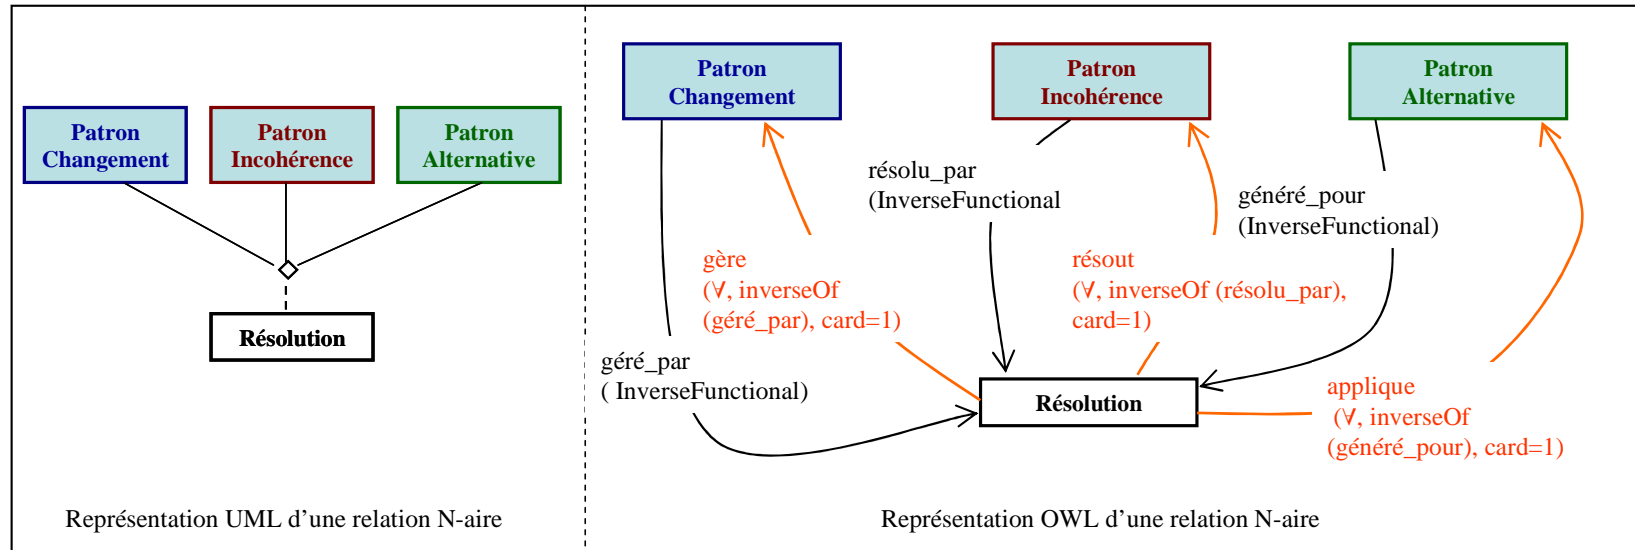 Patron
Changement
Patron
Incohérence
Patron
Alternative
Résolution
Représentation UML d’une relation N-aire
Patron
Changement
Patron
Incohérence
Patron
Alternative
résolu_par
(InverseFunctional
généré_pour
(InverseFunctional)
gère
(∀, inverseOf
(géré_par), card=1)
résout
(∀, inverseOf (résolu_par),
card=1)
géré_par
( InverseFunctional)
Résolution
applique
(∀, inverseOf
(généré_pour), card=1)
Représentation OWL d’une relation N-aire